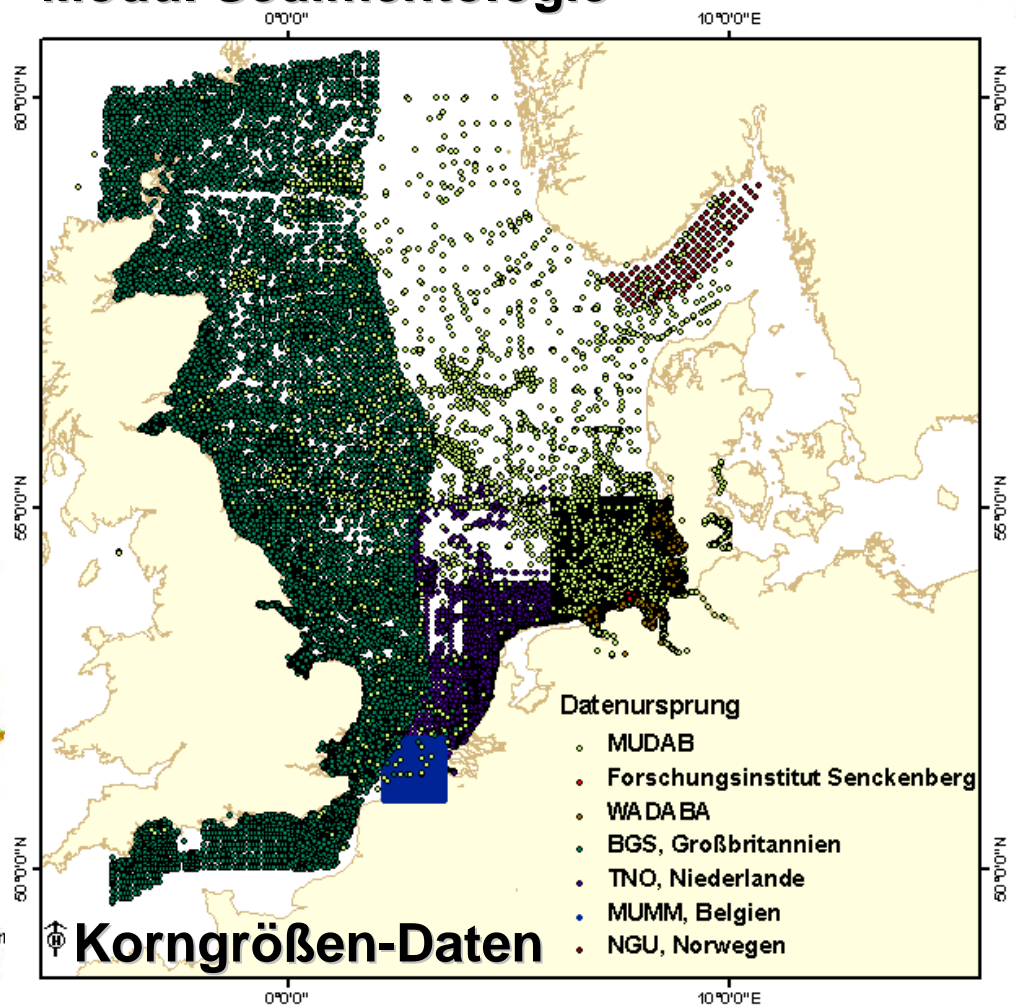 Modul Sedimentologie
0°0'0" 10°0'0"E
60°0'0"N 60°0'0"N
55°0'0"N 55°0'0"N
50°0'0"N 50°0'0"N
Datenursprung
MUDAB
Forschungsinstitut Senckenberg
WADABA
BGS, Großbritannien
TNO, Niederlande
MUMM, Belgien
NGU, Norwegen
N
Korngrößen-Daten
0°0'0" 10°0'0"E